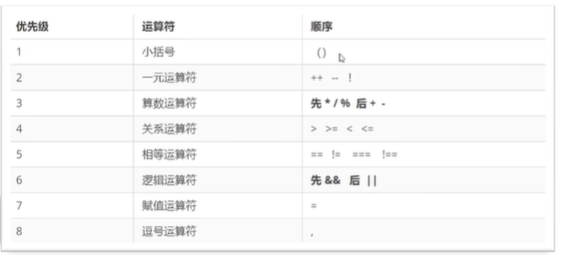 优先级 运算符 顺序
1 小括号 ()
2 一元运算符 ++ -- !
3 算数运算符 先 * / % 后 + -
4 关系运算符 > >= < <=
5 相等运算符 == != === !==
6 逻辑运算符 先 && 后 ||
7 赋值运算符 =
8 逗号运算符 ,